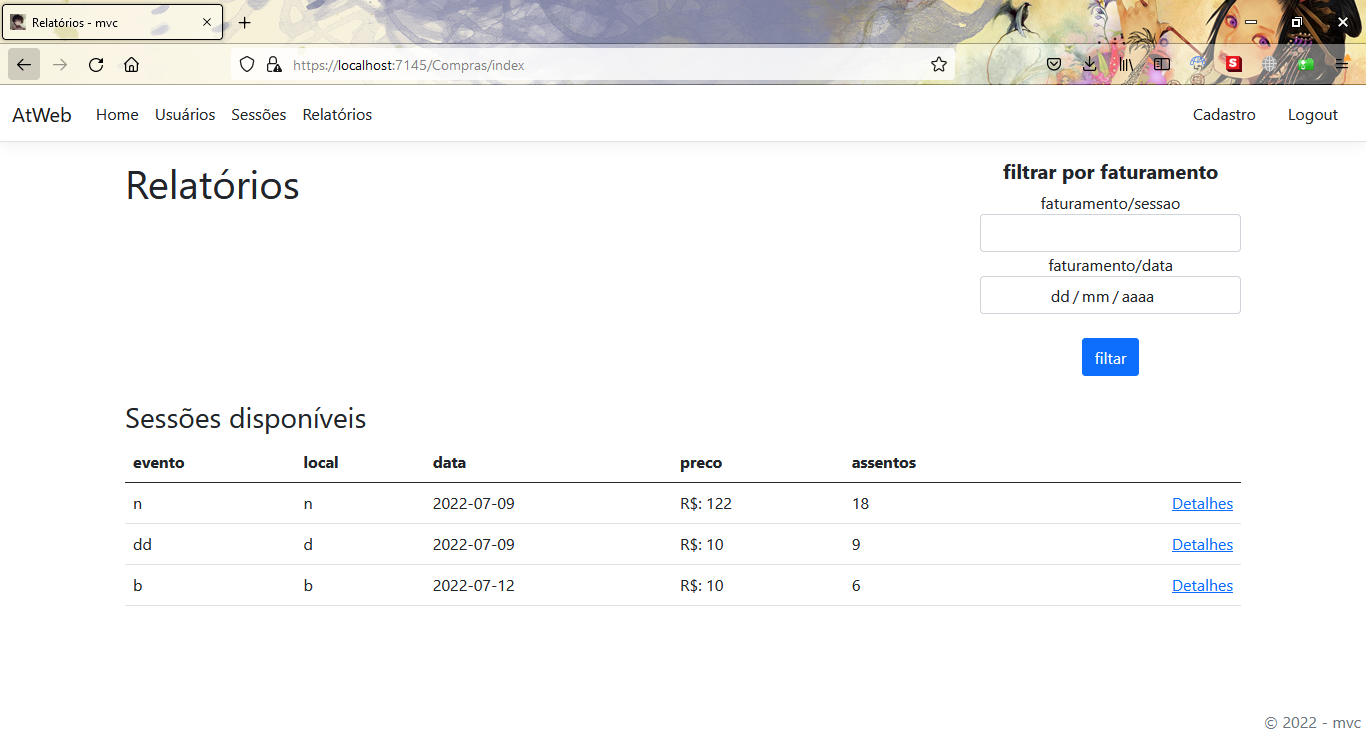 Relatórios - mvc
https://localhost:7145/Compras/index
S
AtWeb Home Usuários Sessões Relatórios Cadastro Logout
Relatórios
filtrar por faturamento
faturamento/sessao
faturamento/data
dd / mm / aaaa
filtar
Sessões disponíveis
evento local data preco assentos
n n 2022-07-09 R$: 122 18 Detalhes
dd d 2022-07-09 R$: 10 9 Detalhes
b b 2022-07-12 R$: 10 6 Detalhes
© 2022 - mvc